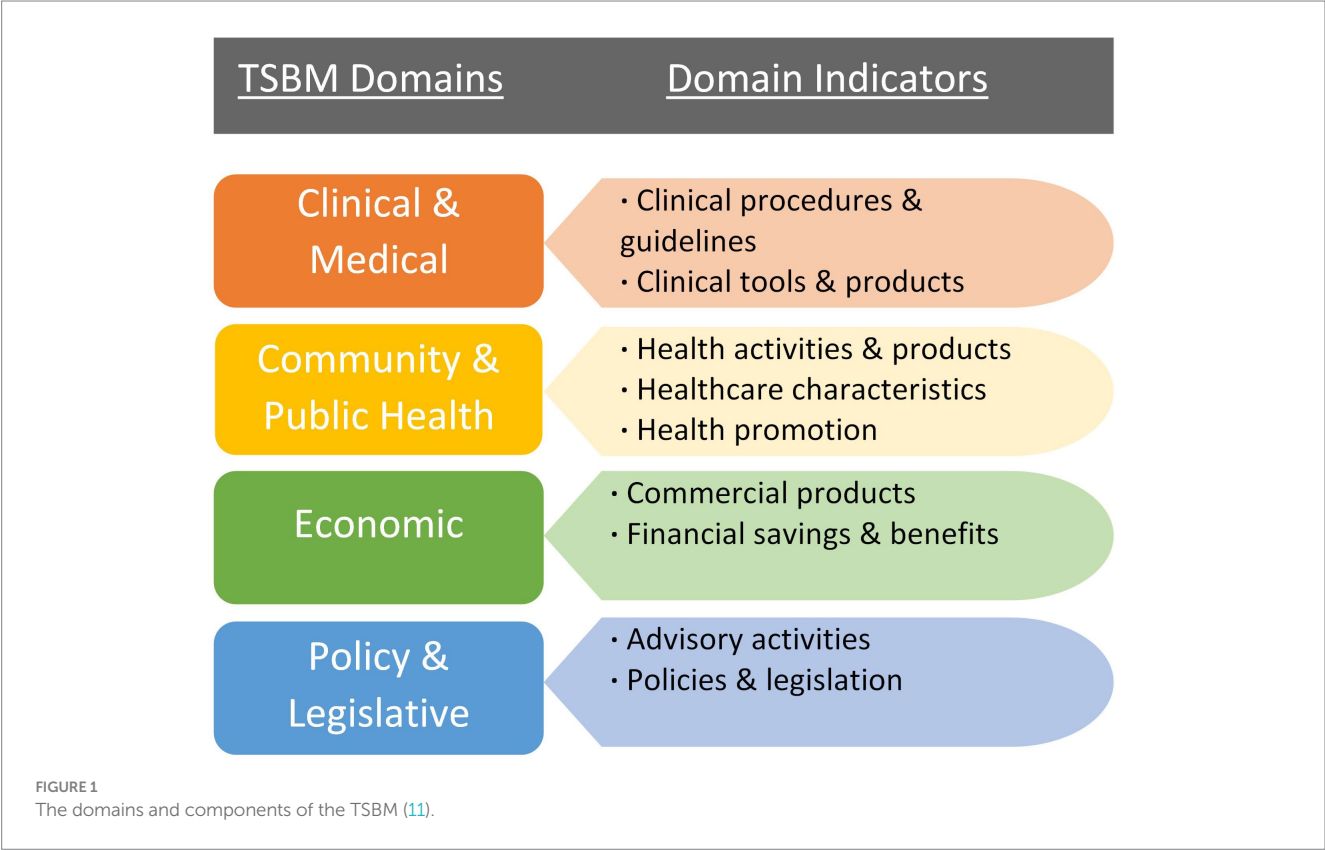 TSBM Domains
Domain Indicators
Clinical &
Medical
· Clinical procedures &
guidelines
· Clinical tools & products
Community &
Public Health
· Health activities & products
· Healthcare characteristics
· Health promotion
Economic
· Commercial products
· Financial savings & benefits
Policy &
Legislative
· Advisory activities
· Policies & legislation
FIGURE 1
The domains and components of the TSBM (11).